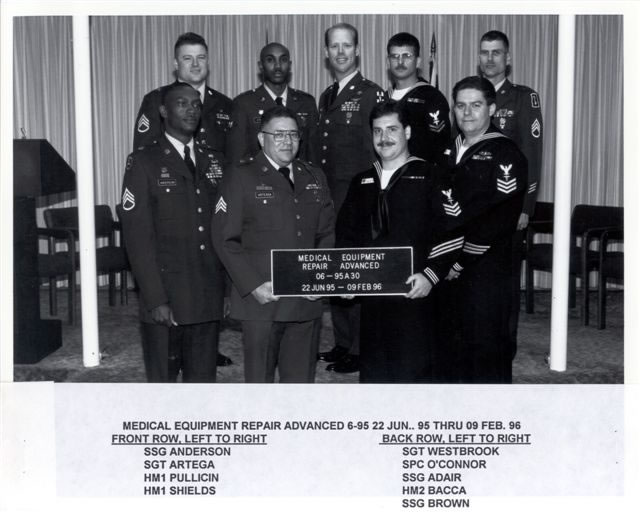 MEDICAL EQUIPMENT
REPAIR ADVANCED
06-95A30
22 JUN 95 - 09 FEB 96
MEDICAL EQUIPMENT REPAIR ADVANCED 6-95 22 JUN.. 95 THRU 09 FEB. 96
FRONT ROW, LEFT TO RIGHT
SSG ANDERSON
SGT ARTEGA
HM1 PULLICIN
HM1 SHIELDS
BACK ROW, LEFT TO RIGHT
SGT WESTBROOK
SPC O'CONNOR
SSG ADAIR
HM2 BACCA
SSG BROWN